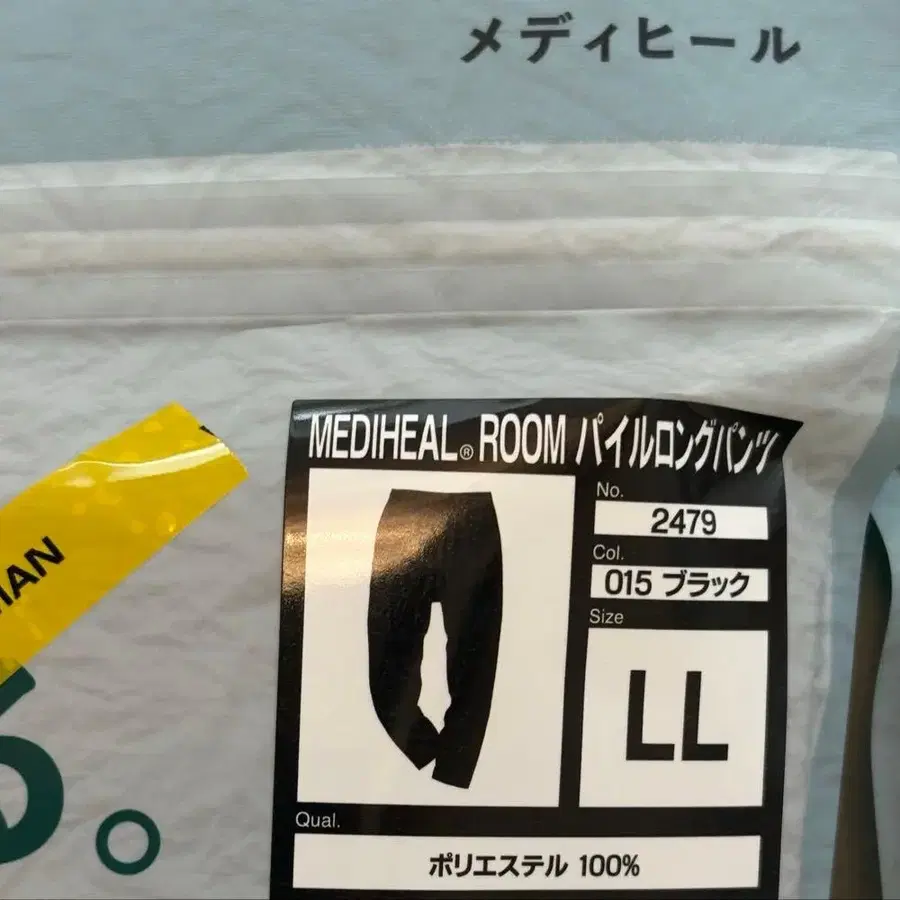 メディヒール
MEDIHEAL® ROOM パイルロングパンツ
No.
2479
Col.
015 ブラック
Size
LL
Qual.
ポリエステル 100%